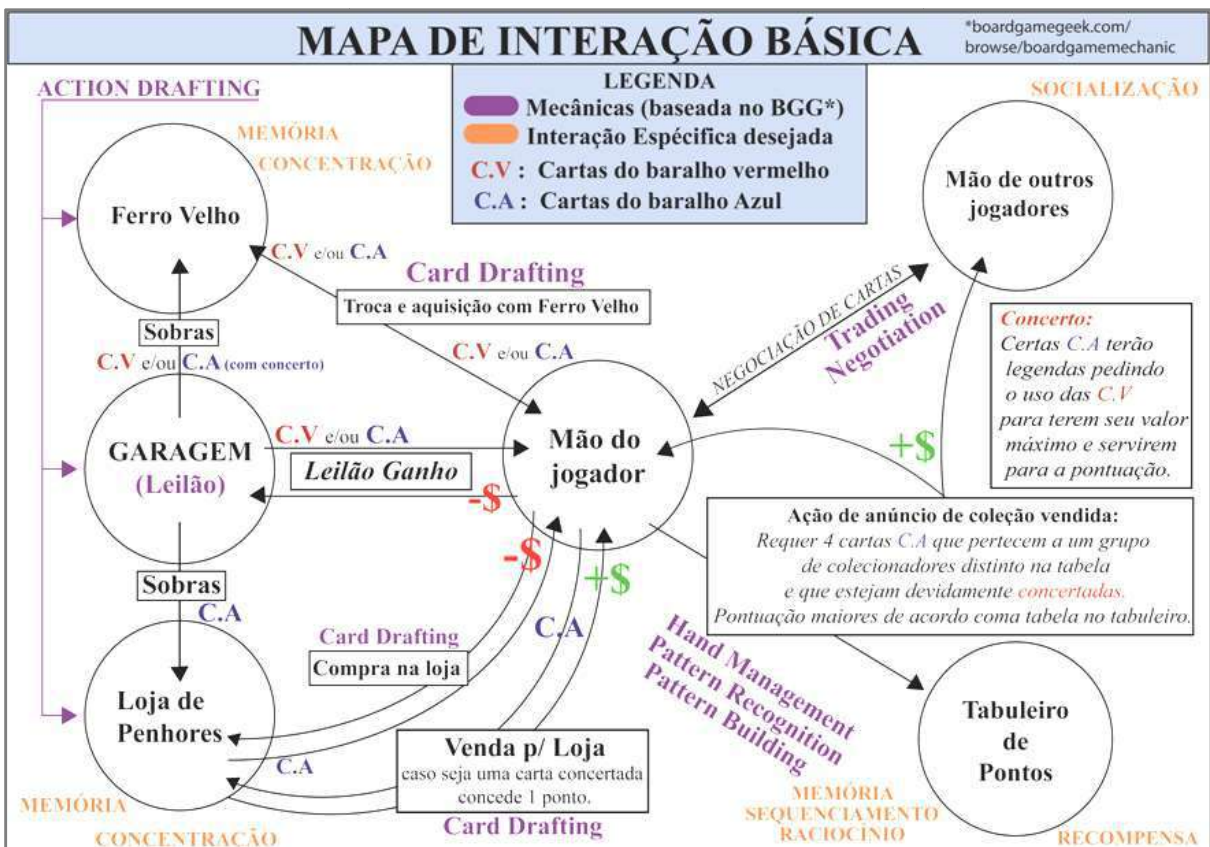 MAPA DE INTERAÇÃO BÁSICA
*boardgamegeek.com/
browse/boardgamemechanic
LEGENDA
Mecânicas (baseada no BGG*)
Interação Espécifica desejada
C.V : Cartas do baralho vermelho
C.A : Cartas do baralho Azul
ACTION DRAFTING
MEMÓRIA
CONCENTRAÇÃO
SOCIALIZAÇÃO
Ferro Velho
Mão de outros
jogadores
C.V e/ou C.A
Card Drafting
Troca e aquisição com Ferro Velho
C.V e/ou C.A
NEGOCIAÇÃO DE CARTAS
Trading
Negotiation
Concerto:
Certas C.A terão
legendas pedindo
o uso das C.V
para terem seu valor
máximo e servirem
para a pontuação.
Sobras
C.V e/ou C.A (com concerto)
GARAGEM
(Leilão)
C.V e/ou C.A
Leilão Ganho
-$
Mão do
jogador
+$
Ação de anúncio de coleção vendida:
Requer 4 cartas C.A que pertecem a um grupo
de colecionadores distinto na tabela
e que estejam devidamente concertadas.
Pontuação maiores de acordo coma tabela no tabuleiro.
Sobras
C.A
-$
+$
C.A
Card Drafting
Compra na loja
Hand Management
Pattern Recognition
Pattern Building
Loja de
Penhores
C.A
Venda p/ Loja
caso seja uma carta concertada
concede 1 ponto.
Card Drafting
Tabuleiro
de
Pontos
MEMÓRIA
CONCENTRAÇÃO
MEMÓRIA
SEQUENCIAMENTO
RACIOCÍNIO
RECOMPENSA